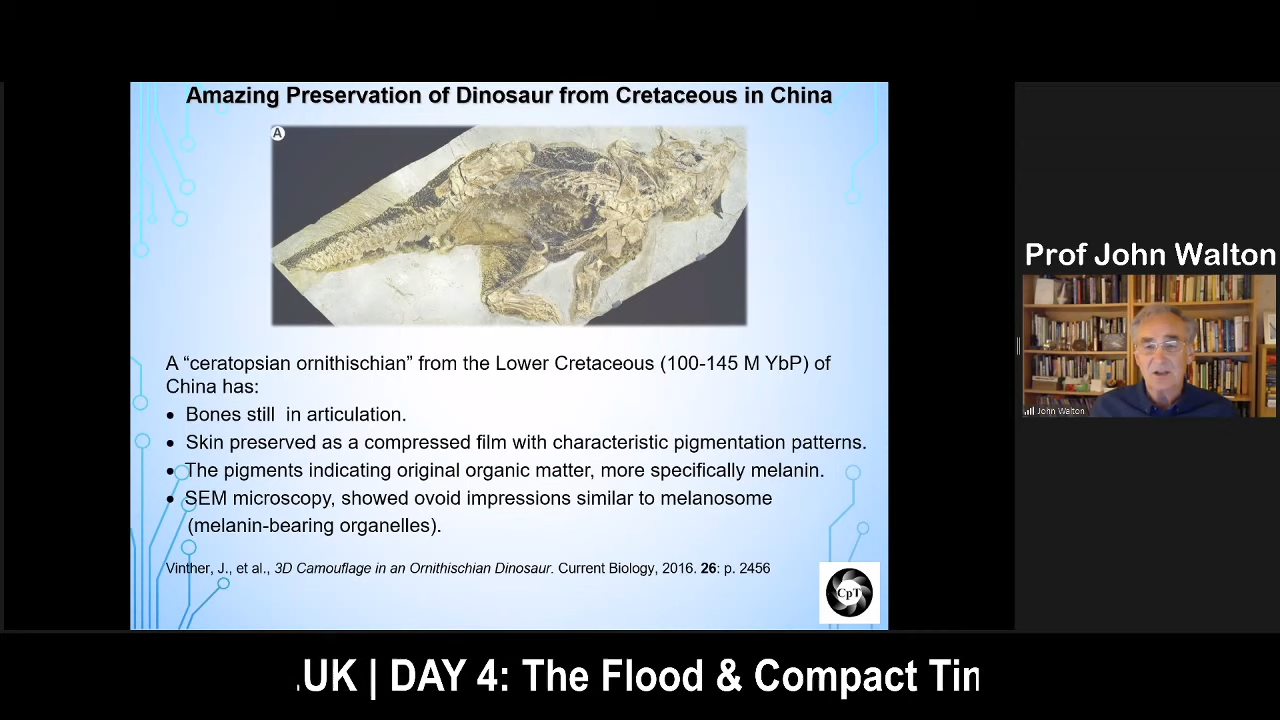 Amazing Preservation of Dinosaur from Cretaceous in China
A
A “ceratopsian ornithischian” from the Lower Cretaceous (100-145 M YbP) of
China has:
• Bones still in articulation.
• Skin preserved as a compressed film with characteristic pigmentation patterns.
• The pigments indicating original organic matter, more specifically melanin.
• SEM microscopy, showed ovoid impressions similar to melanosome
(melanin-bearing organelles).
Vinther, J., et al., 3D Camouflage in an Ornithischian Dinosaur. Current Biology, 2016. 26: p. 2456
CpT
Prof John Walton
John Walton
.UK | DAY 4: The Flood & Compact Tin